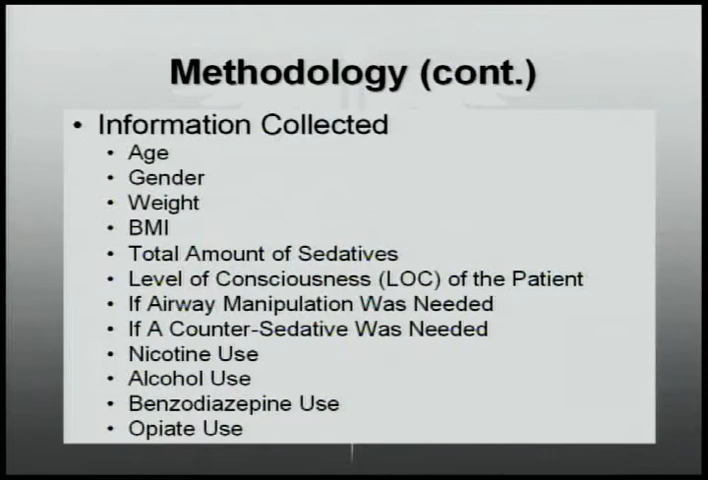 Methodology (cont.)
• Information Collected
• Age
• Gender
• Weight
• BMI
• Total Amount of Sedatives
• Level of Consciousness (LOC) of the Patient
• If Airway Manipulation Was Needed
• If A Counter-Sedative Was Needed
• Nicotine Use
• Alcohol Use
• Benzodiazepine Use
• Opiate Use